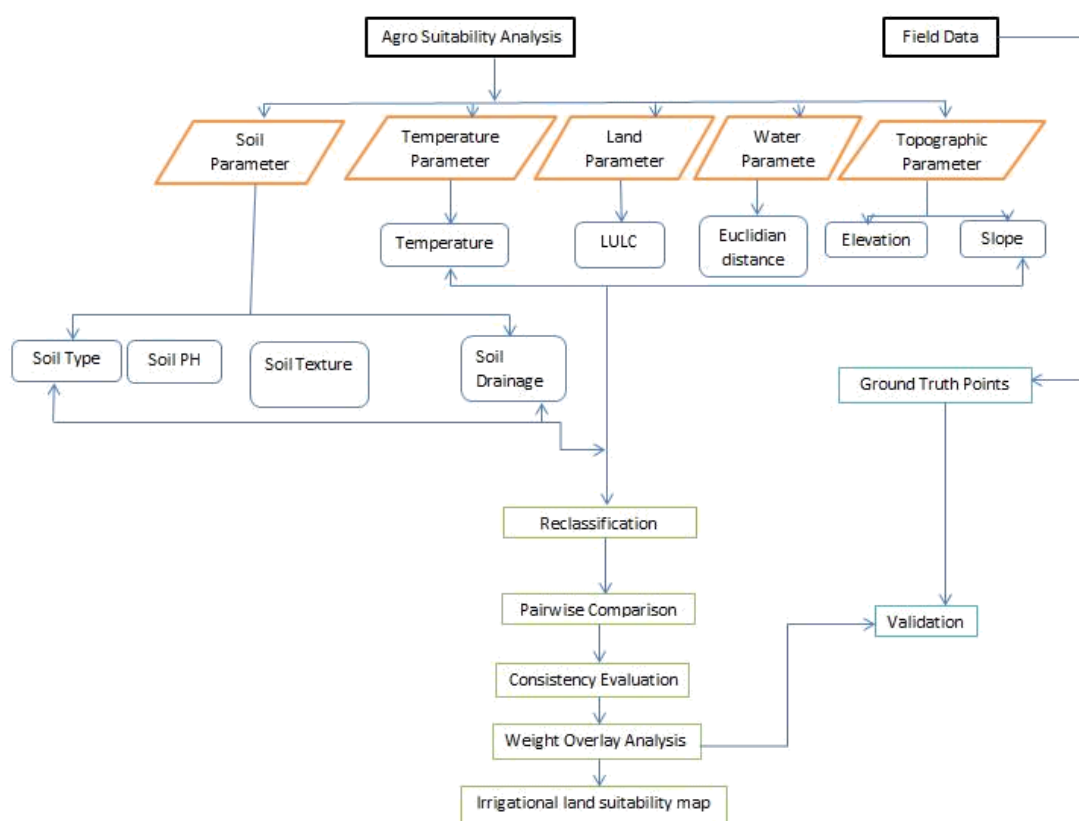 Agro Suitability Analysis
Field Data
Soil
Parameter
Temperature
Parameter
Land
Parameter
Water
Paramete
Topographic
Parameter
Temperature
LULC
Euclidian
distance
Elevation
Slope
Soil Type
Soil PH
Soil Texture
Soil
Drainage
Ground Truth Points
Reclassification
Pairwise Comparison
Validation
Consistency Evaluation
Weight Overlay Analysis
Irrigational land suitability map